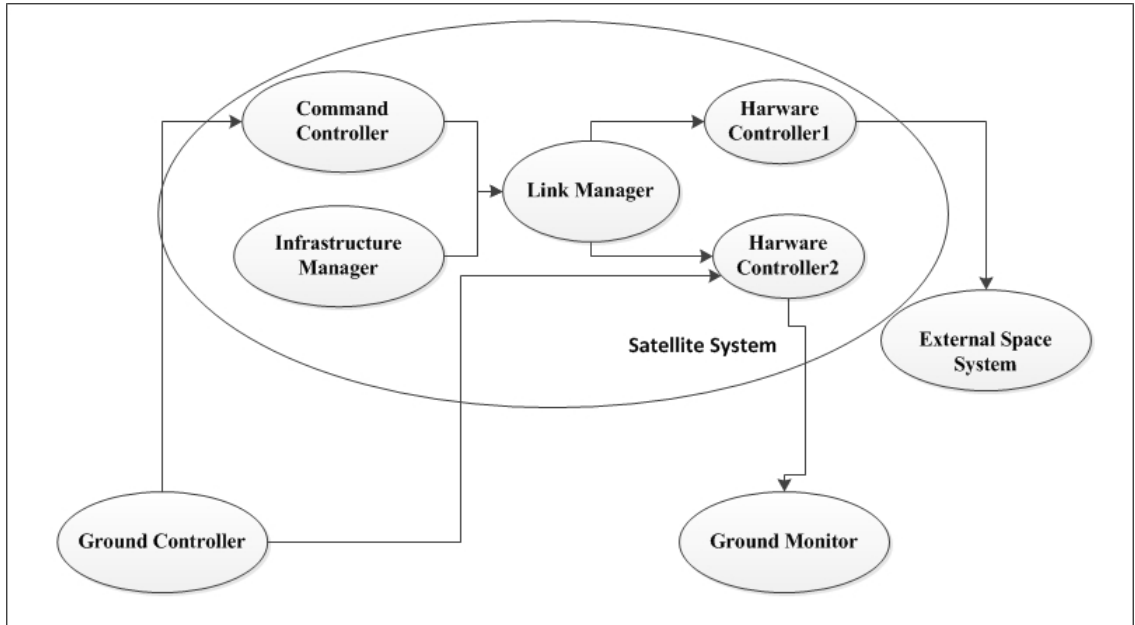 Command
Controller
Harware
Controller1
Link Manager
Infrastructure
Manager
Harware
Controller2
Satellite System
External Space
System
Ground Controller
Ground Monitor